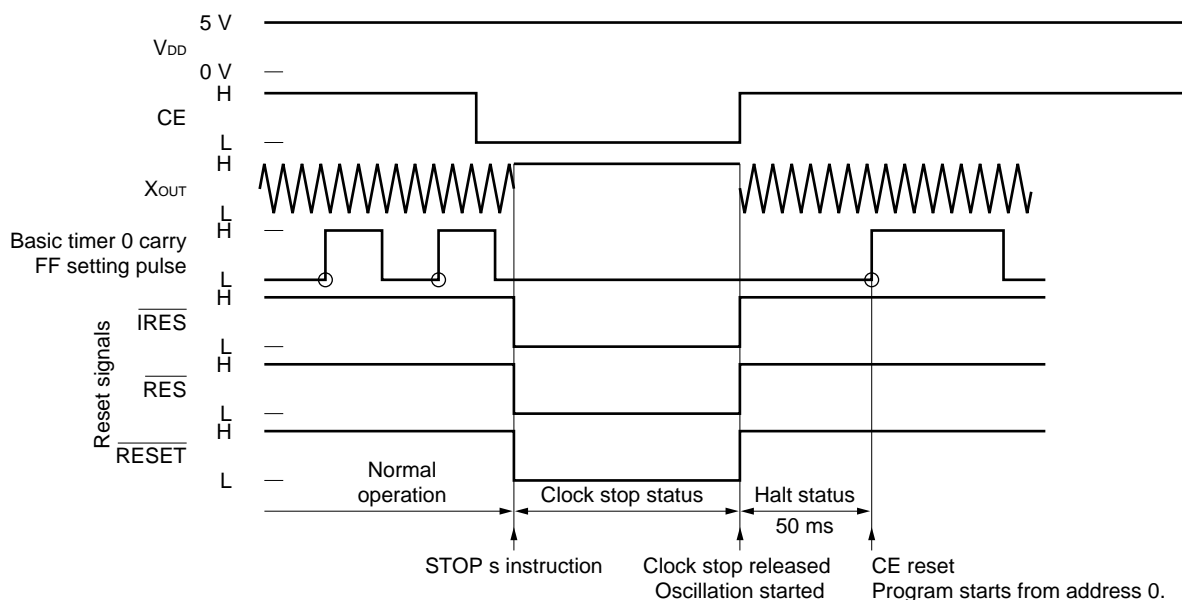 5 V
VDD
0 V
H
CE
L
H
XOUT
L
H
Basic timer 0 carry
FF setting pulse
L
H
IRES
L
H
RES
L
H
RESET
L
Reset signals
Normal
operation
Clock stop status
Halt status
50 ms
STOP s instruction
Clock stop released
Oscillation started
CE reset
Program starts from address 0.